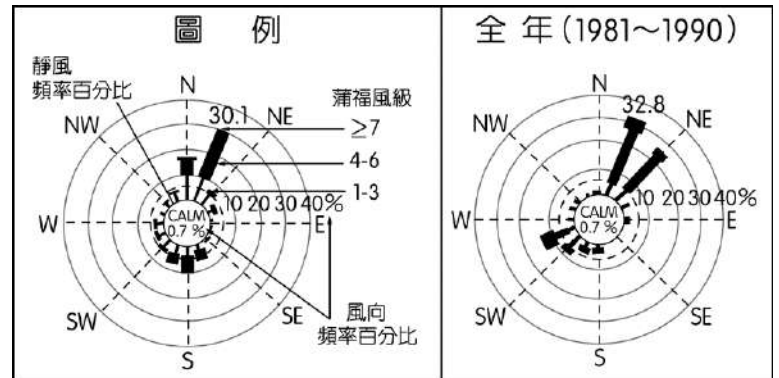 圖 例
靜風
頻率百分比
N
30.1
蒲福風級
NW
NE
≥7
4-6
1-3
W
CALM
0.7 %
10 20 30 40%
E
SW
SE
風向
頻率百分比
S
全 年(1981~1990)
N
32.8
NW
NE
W
CALM
0.7 %
10 20 30 40%
E
SW
SE
S